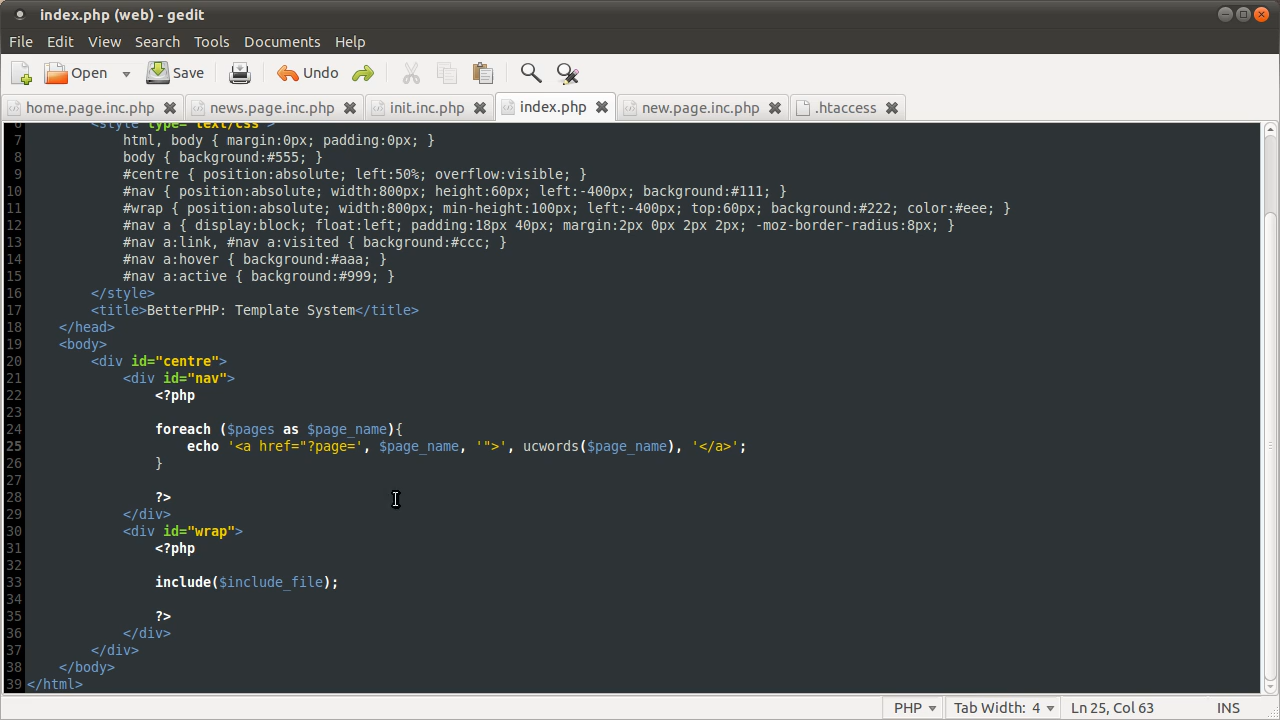 index.php (web) - gedit
File Edit View Search Tools Documents Help
Open Save Undo
home.page.inc.php news.page.inc.php init.inc.php index.php new.page.inc.php .htaccess
6         <style type="text/css">
7             html, body { margin:0px; padding:0px; }
8             body { background:#555; }
9             #centre { position:absolute; left:50%; overflow:visible; }
10             #nav { position:absolute; width:800px; height:60px; left:-400px; background:#111; }
11             #wrap { position:absolute; width:800px; min-height:100px; left:-400px; top:60px; background:#222; color:#eee; }
12             #nav a { display:block; float:left; padding:18px 40px; margin:2px 0px 2px 2px; -moz-border-radius:8px; }
13             #nav a:link, #nav a:visited { background:#ccc; }
14             #nav a:hover { background:#aaa; }
15             #nav a:active { background:#999; }
16         </style>
17         <title>BetterPHP: Template System</title>
18     </head>
19     <body>
20         <div id="centre">
21             <div id="nav">
22                 <?php
23
24                 foreach ($pages as $page_name){
25                     echo '<a href="?page=', $page_name, '">', ucwords($page_name), '</a>';
26                 }
27
28                 ?>
29             </div>
30             <div id="wrap">
31                 <?php
32
33                 include($include_file);
34
35                 ?>
36             </div>
37         </div>
38     </body>
39 </html>
PHP Tab Width: 4 Ln 25, Col 63 INS